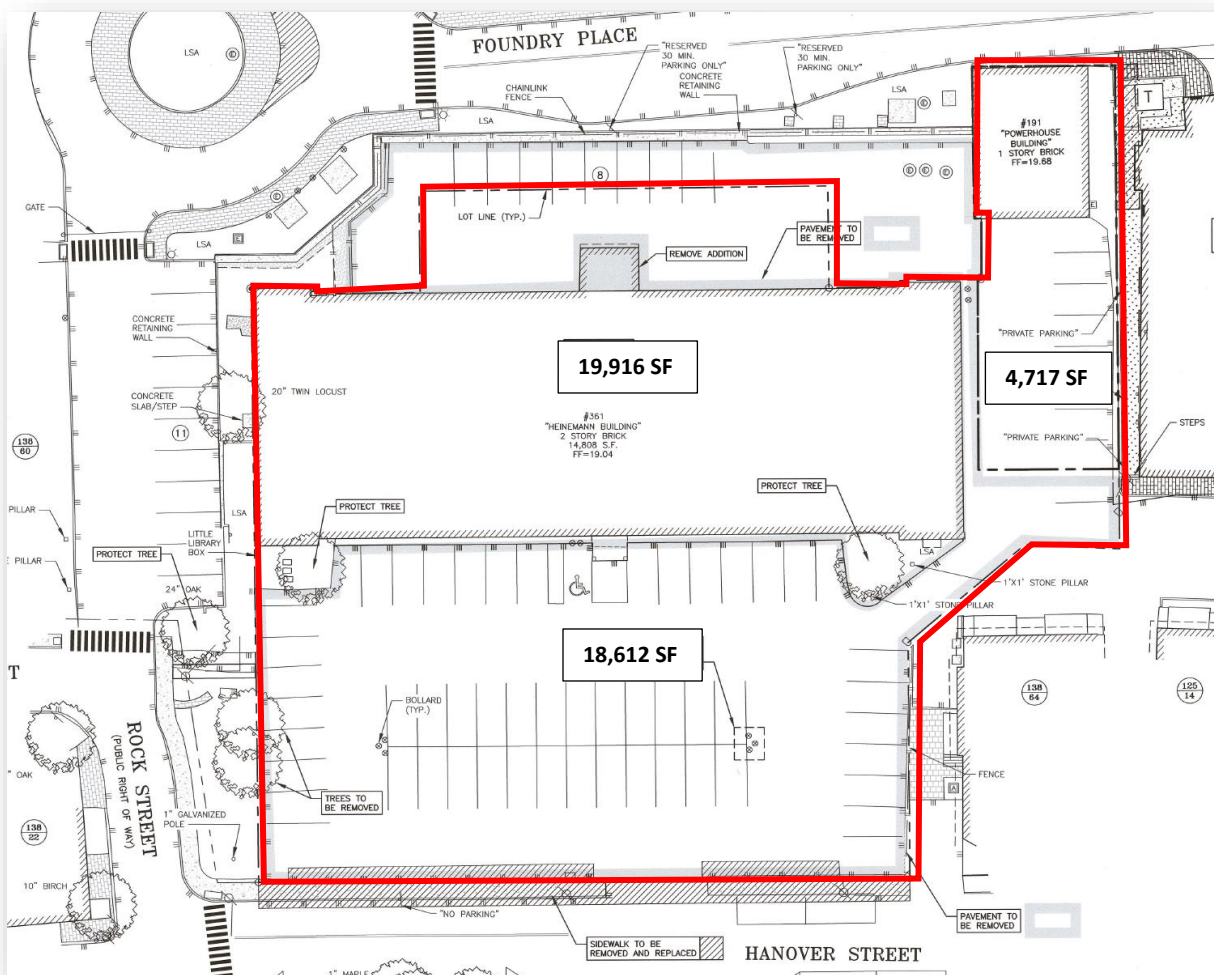 FOUNDRY PLACE
LSA
"RESERVED
30 MIN.
PARKING ONLY"
"RESERVED
30 MIN.
PARKING ONLY"
CONCRETE
RETAINING
WALL
CHAINLINK
FENCE
LSA
LSA
T
#191
"POWERHOUSE
BUILDING"
1 STORY BRICK
FF=19.68
8
GATE
LOT LINE (TYP.)
E
LSA
E
PAVEMENT TO
BE REMOVED
REMOVE ADDITION
CONCRETE
RETAINING
WALL
"PRIVATE PARKING"
19,916 SF
4,717 SF
20" TWIN LOCUST
CONCRETE
SLAB/STEP
#361
"HEINEMANN BUILDING"
2 STORY BRICK
14,808 S.F.
FF=19.04
11
138
60
"PRIVATE PARKING"
STEPS
PROTECT TREE
PROTECT TREE
PILLAR
LSA
LITTLE
LIBRARY
BOX
PROTECT TREE
LSA
E PILLAR
1'X1' STONE PILLAR
24" OAK
1'X1' STONE PILLAR
18,612 SF
T
138
64
125
14
BOLLARD
(TYP.)
ROCK STREET
(PUBLIC RIGHT OF WAY)
" OAK
FENCE
A
TREES TO
BE REMOVED
1" GALVANIZED
POLE
138
22
10" BIRCH
"NO PARKING"
PAVEMENT TO
BE REMOVED
SIDEWALK TO BE
REMOVED AND REPLACED
HANOVER STREET
1" MAPLE